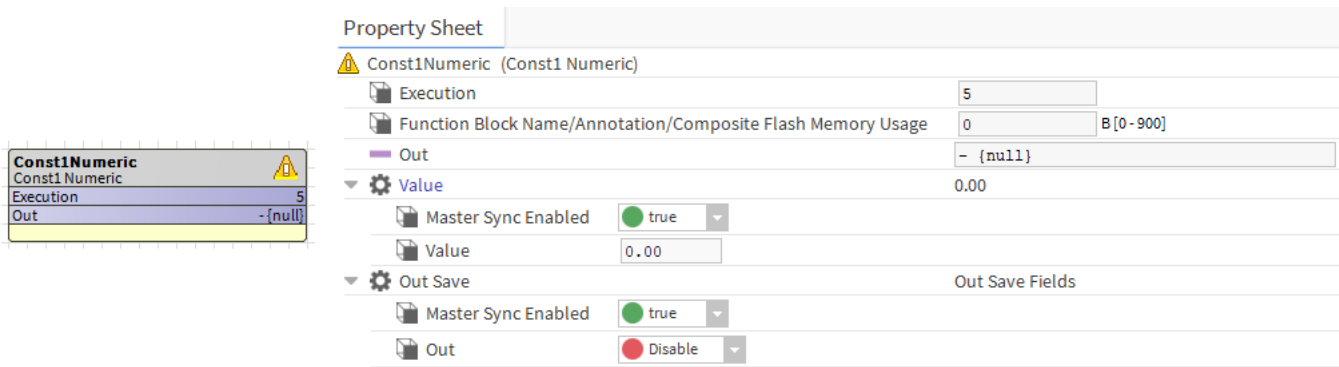 Const1Numeric
Const1 Numeric
Execution 5
Out - {null}
Property Sheet
Const1Numeric (Const1 Numeric)
Execution 5
Function Block Name/Annotation/Composite Flash Memory Usage 0 B [0 - 900]
Out - {null}
Value 0.00
Master Sync Enabled true
Value 0.00
Out Save Out Save Fields
Master Sync Enabled true
Out Disable